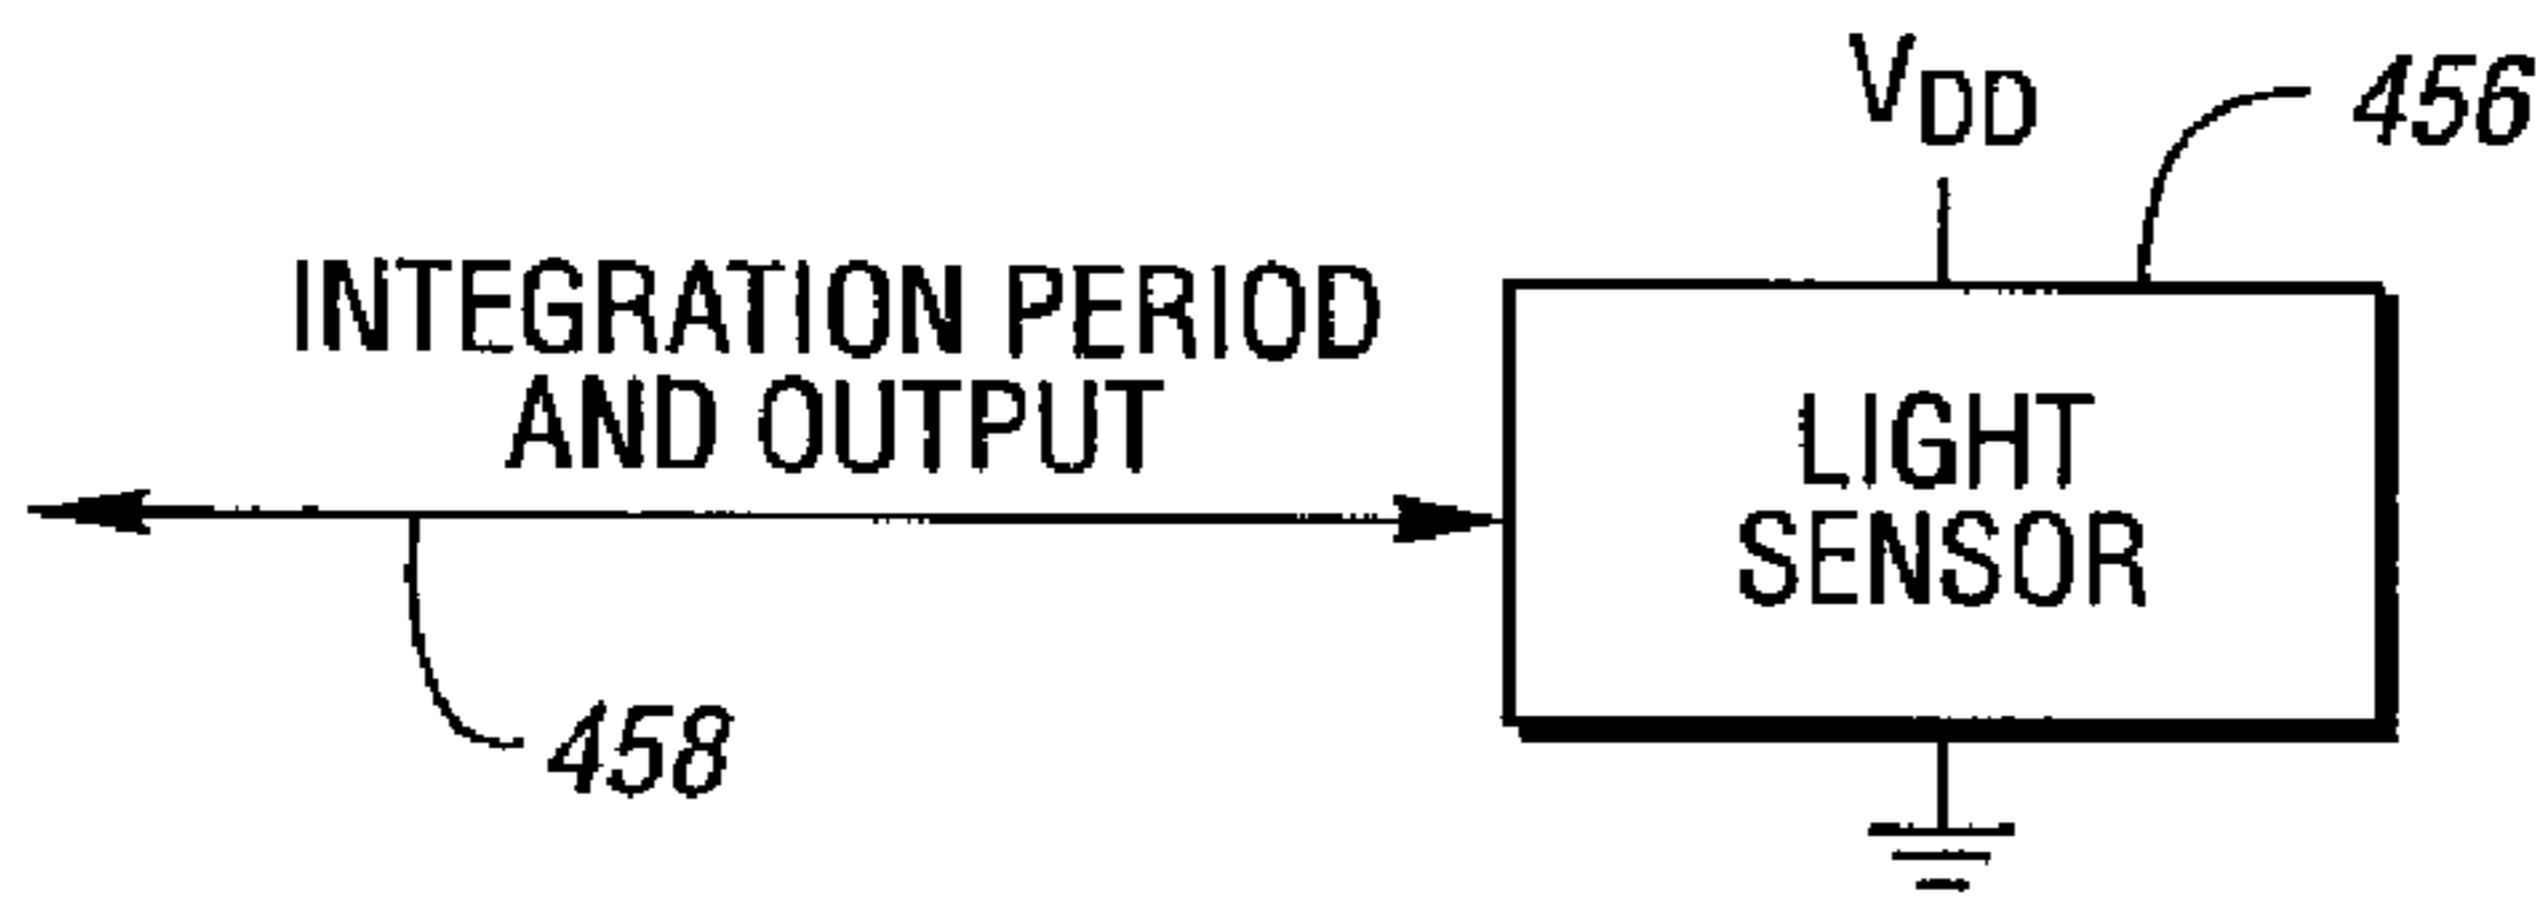 VDD
456
INTEGRATION PERIOD
AND OUTPUT
LIGHT
SENSOR
458